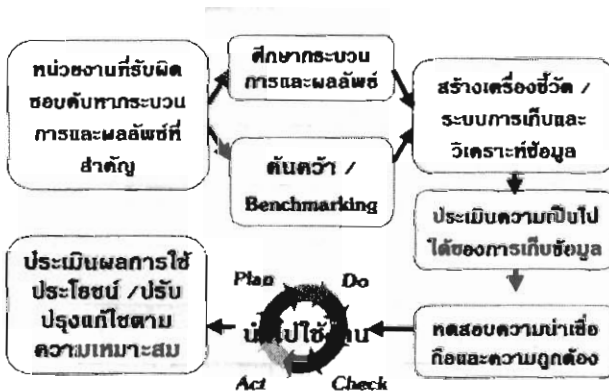 หน่วยงานที่รับผิด
ชอบค้นหากระบวน
การและผลลัพธ์ที่
สำคัญ
ศึกษากระบวน
การและผลลัพธ์
ค้นคว้า /
Benchmarking
สร้างเครื่องชี้วัด /
ระบบการเก็บและ
วิเคราะห์ข้อมูล
ประเมินความเป็นไป
ได้ของการเก็บข้อมูล
ทดสอบความน่าเชื่อ
ถือและความถูกต้อง
Plan
Do
นำไปใช้งาน
Act
Check
ประเมินผลการใช้
ประโยชน์ /ปรับ
ปรุงแก้ไขตาม
ความเหมาะสม